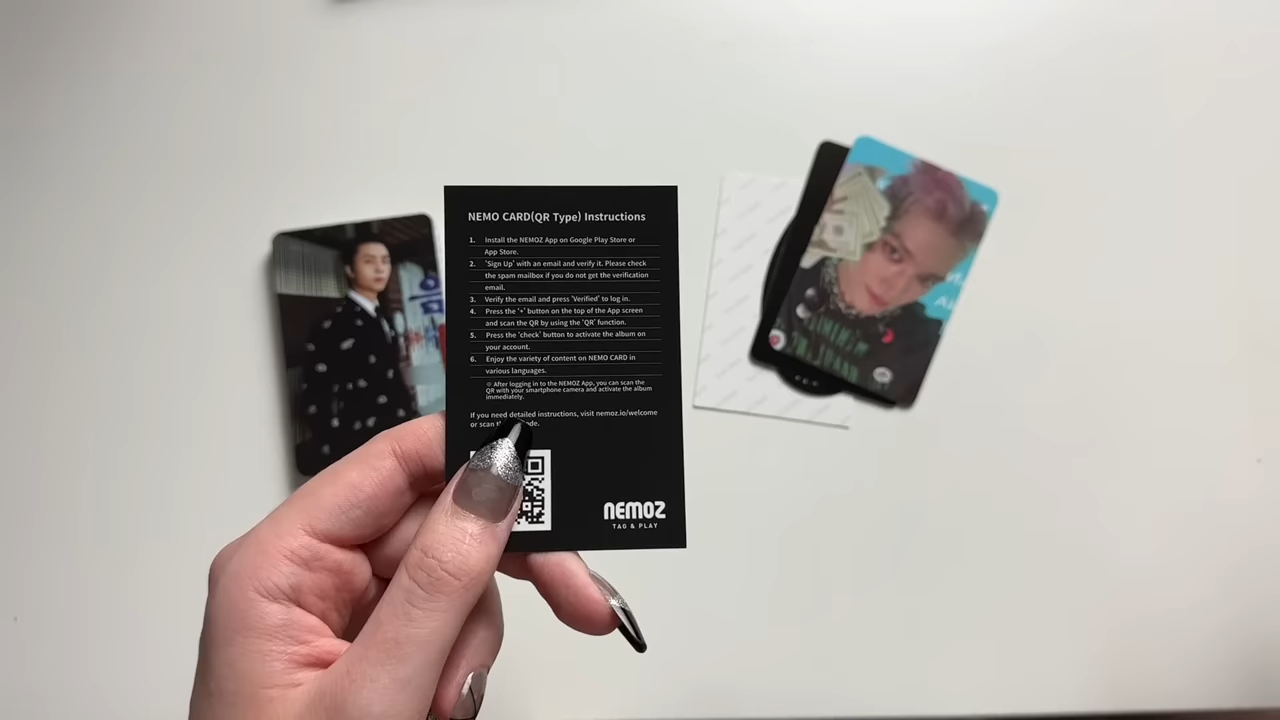 NEMO CARD(QR Type) Instructions
1. Install the NEMOZ App on Google Play Store or
App Store.
2. 'Sign Up' with an email and verify it. Please check
the spam mailbox if you do not get the verification
email.
3. Verify the email and press 'Verified' to log in.
4. Press the '+' button on the top of the App screen
and scan the QR by using the 'QR' function.
5. Press the 'check' button to activate the album on
your account.
6. Enjoy the variety of content on NEMO CARD in
various languages.
※ After logging in to the NEMOZ App, you can scan the
QR with your smartphone camera and activate the album
immediately.
If you need detailed instructions, visit nemoz.io/welcome
or scan
NEMOZ
TAG & PLAY